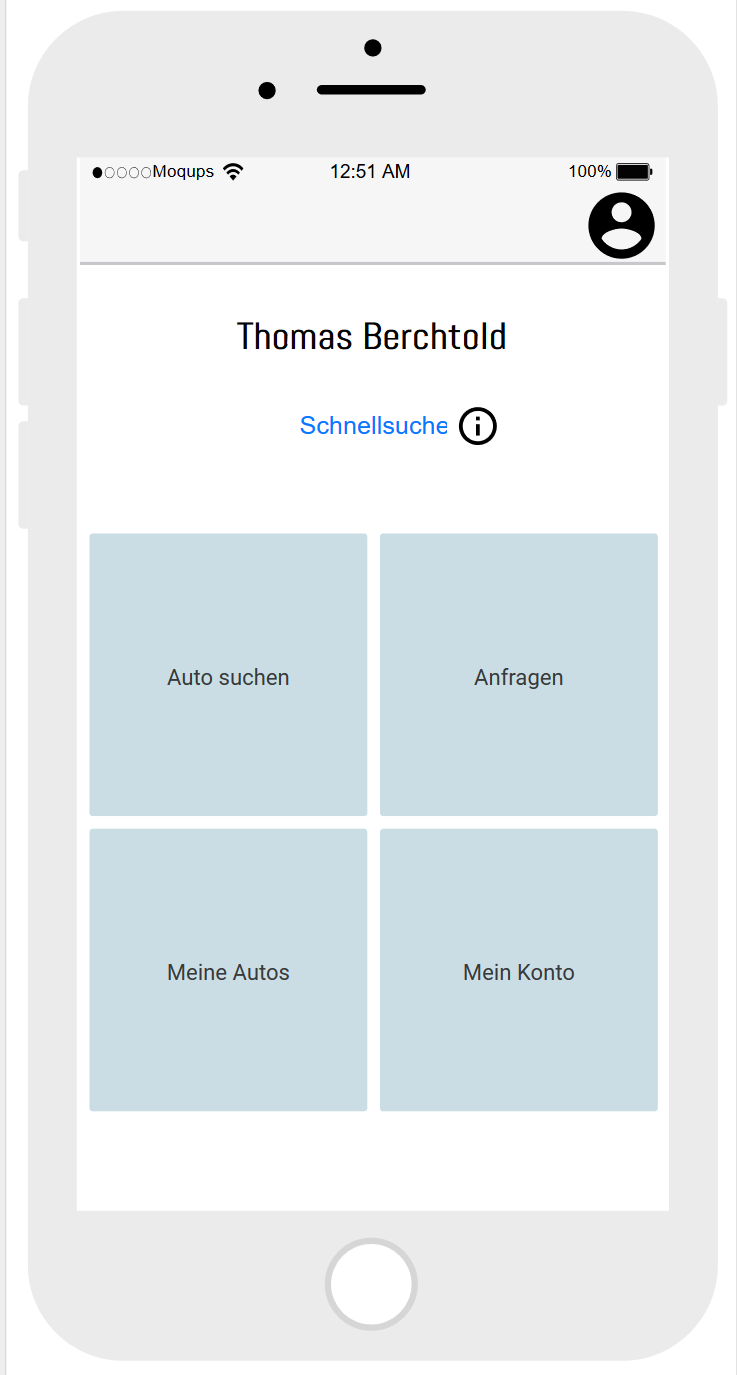 Moqups 12:51 AM 100%
Thomas Berchtold
Schnellsuche
Auto suchen Anfragen
Meine Autos Mein Konto